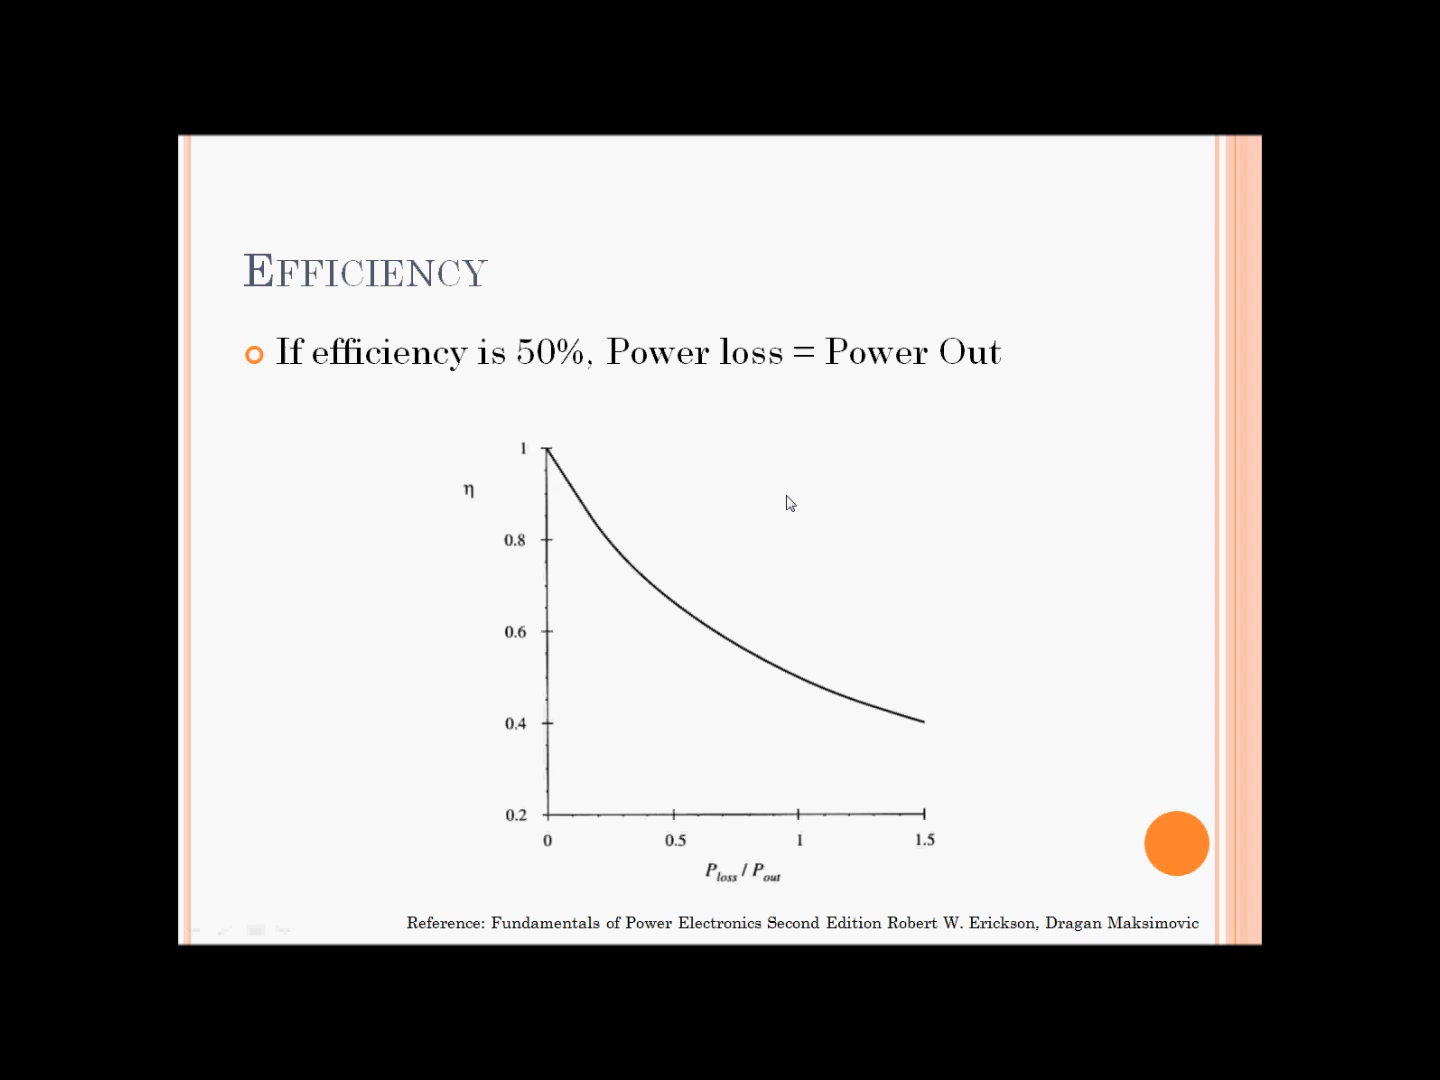 EFFICIENCY
If efficiency is 50%, Power loss = Power Out
1
η
0.8
0.6
0.4
0.2
0 0.5 1 1.5
Ploss / Pout
Reference: Fundamentals of Power Electronics Second Edition Robert W. Erickson, Dragan Maksimovic